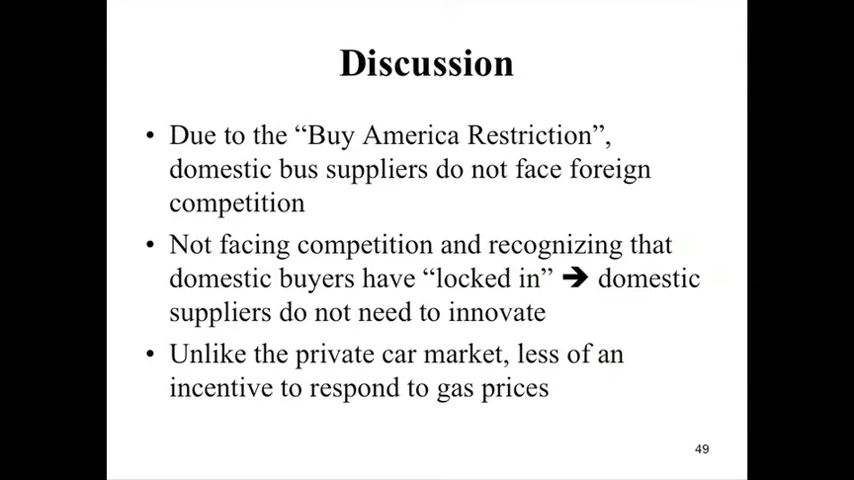 Discussion
• Due to the “Buy America Restriction”,
domestic bus suppliers do not face foreign
competition
• Not facing competition and recognizing that
domestic buyers have “locked in” ➔ domestic
suppliers do not need to innovate
• Unlike the private car market, less of an
incentive to respond to gas prices
49